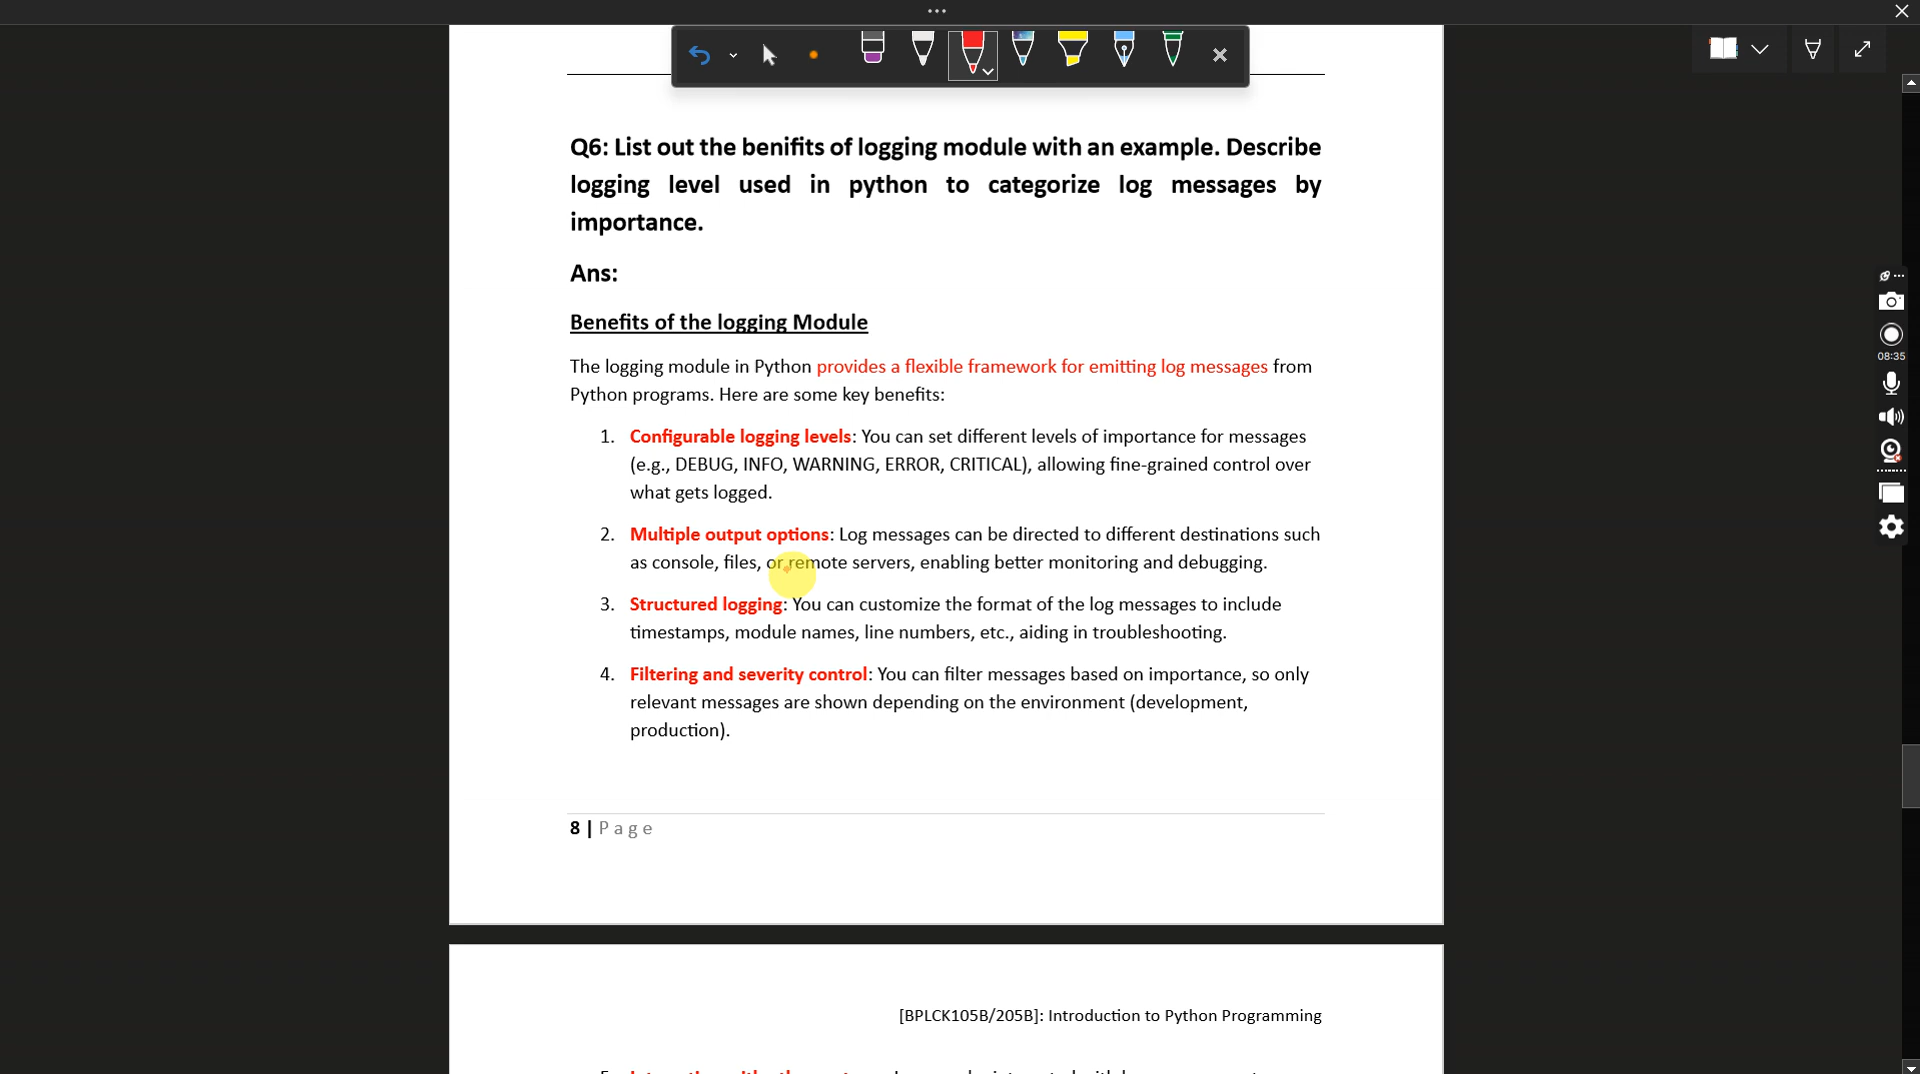 Q6: List out the benifits of logging module with an example. Describe
logging level used in python to categorize log messages by
importance.
Ans:
Benefits of the logging Module
The logging module in Python provides a flexible framework for emitting log messages from
Python programs. Here are some key benefits:
1. Configurable logging levels: You can set different levels of importance for messages
(e.g., DEBUG, INFO, WARNING, ERROR, CRITICAL), allowing fine-grained control over
what gets logged.
2. Multiple output options: Log messages can be directed to different destinations such
as console, files, or remote servers, enabling better monitoring and debugging.
3. Structured logging: You can customize the format of the log messages to include
timestamps, module names, line numbers, etc., aiding in troubleshooting.
4. Filtering and severity control: You can filter messages based on importance, so only
relevant messages are shown depending on the environment (development,
production).
8 | Page
[BPLCK105B/205B]: Introduction to Python Programming
08:35